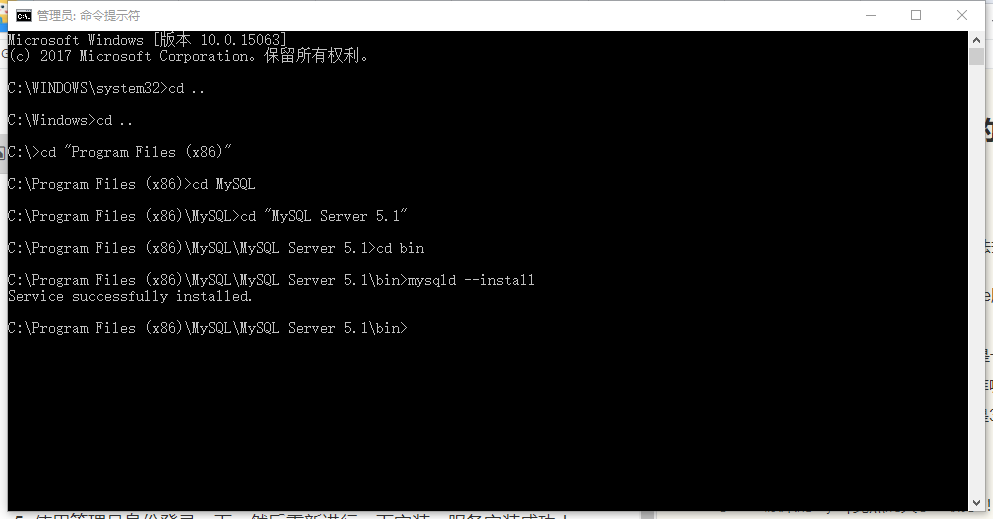 管理员: 命令提示符
Microsoft Windows [版本 10.0.15063]
(c) 2017 Microsoft Corporation。保留所有权利。
C:\WINDOWS\system32>cd ..
C:\Windows>cd ..
C:\>cd "Program Files (x86)"
C:\Program Files (x86)>cd MySQL
C:\Program Files (x86)\MySQL>cd "MySQL Server 5.1"
C:\Program Files (x86)\MySQL\MySQL Server 5.1>cd bin
C:\Program Files (x86)\MySQL\MySQL Server 5.1\bin>mysqld --install
Service successfully installed.
C:\Program Files (x86)\MySQL\MySQL Server 5.1\bin>